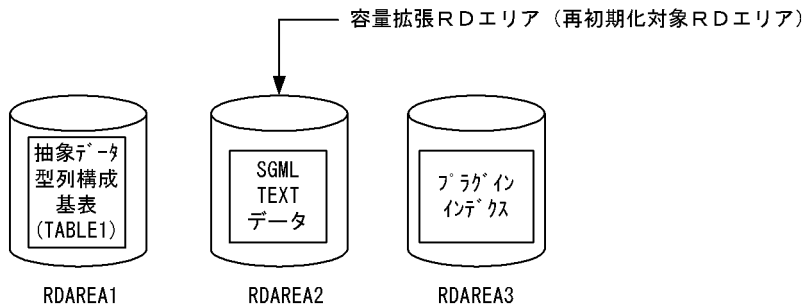 容量拡張RDエリア（再初期化対象RDエリア）
抽象ﾃﾞｰﾀ
型列構成
基表
(TABLE1)
SGML
TEXT
データ
ﾌﾟﾗｸﾞｲﾝ
ｲﾝﾃﾞｸｽ
RDAREA1
RDAREA2
RDAREA3